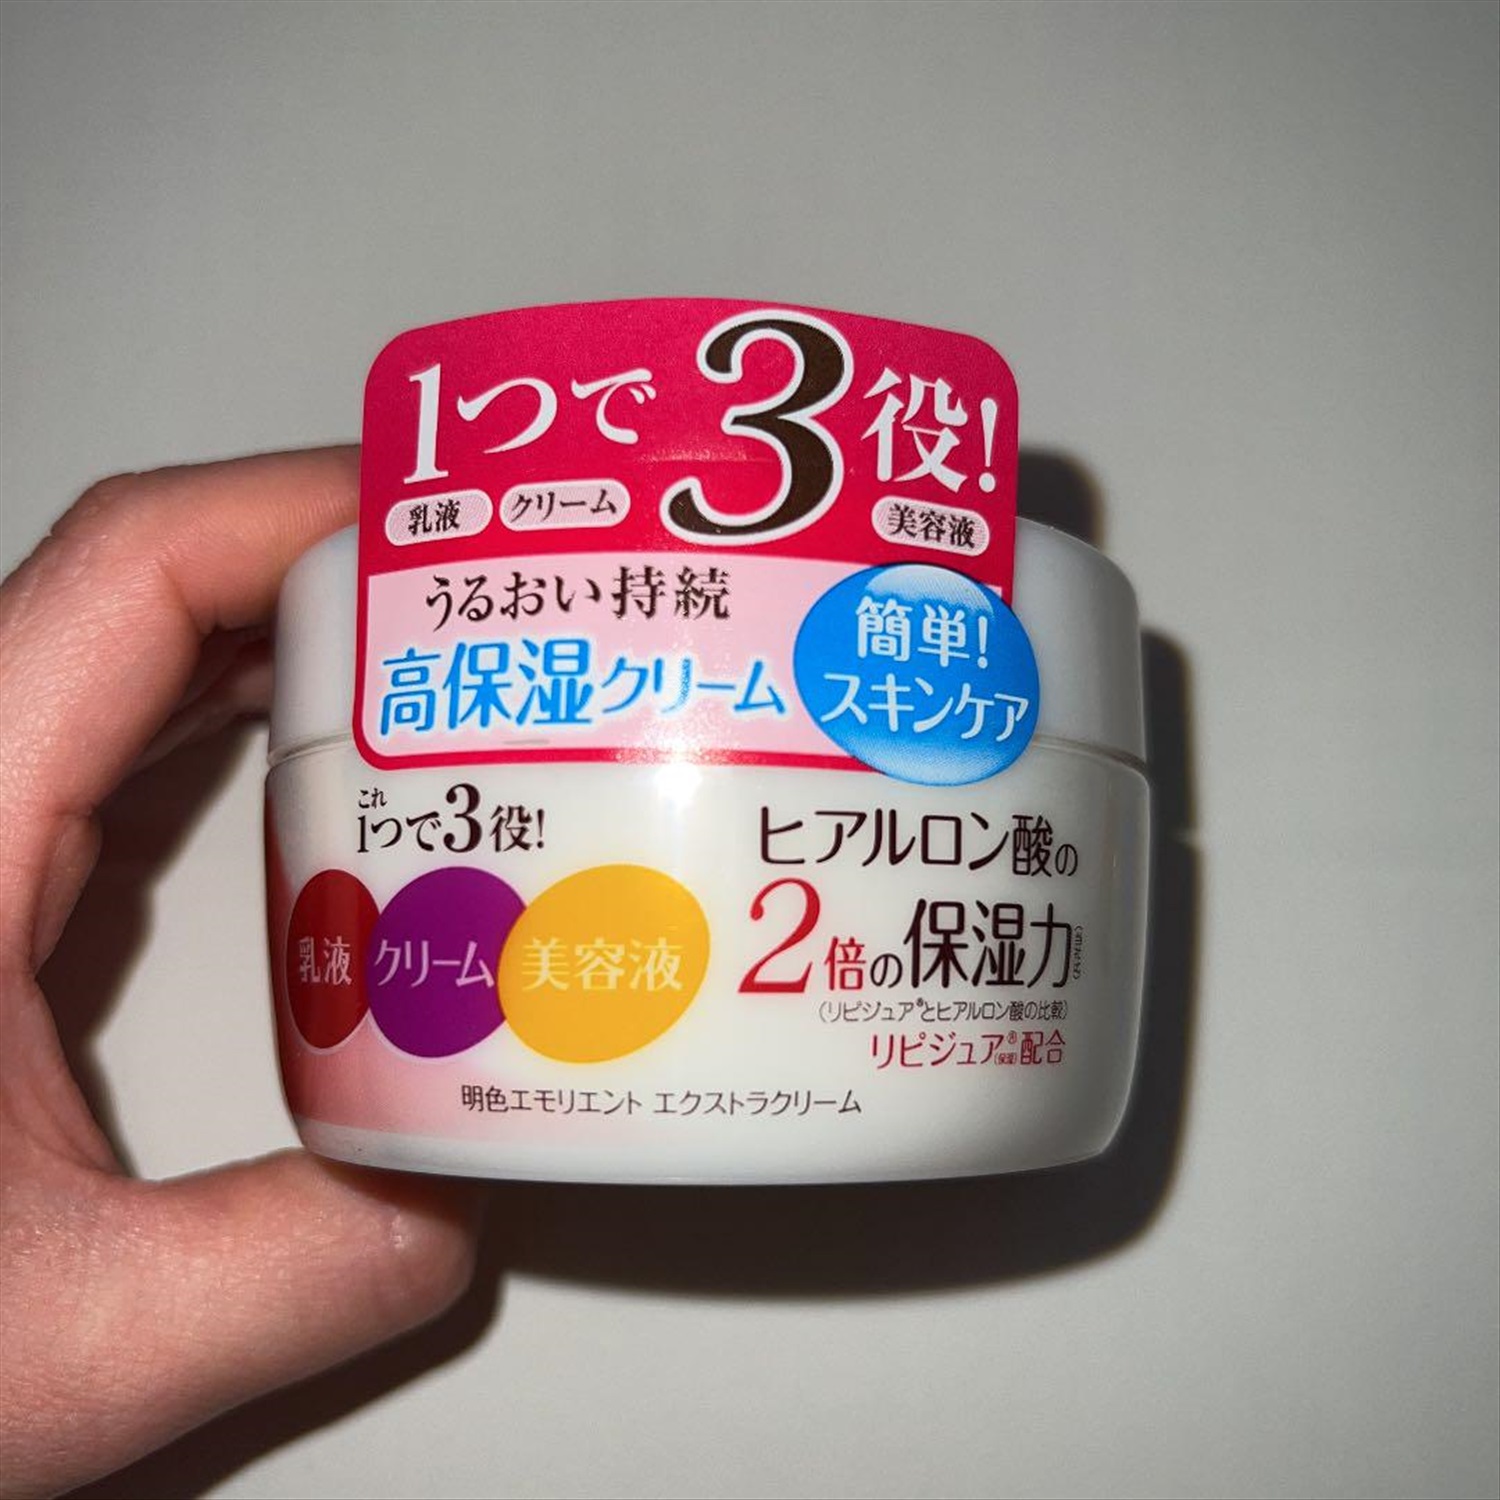 1つで3役!
乳液 クリーム 美容液
うるおい持続
高保湿クリーム
簡単!
スキンケア
これ
1つで3役!
乳液 クリーム 美容液
ヒアルロン酸の
2倍の保湿力
(リピジュア®とヒアルロン酸の比較)
リピジュア®(保湿)配合
明色エモリエント エクストラクリーム